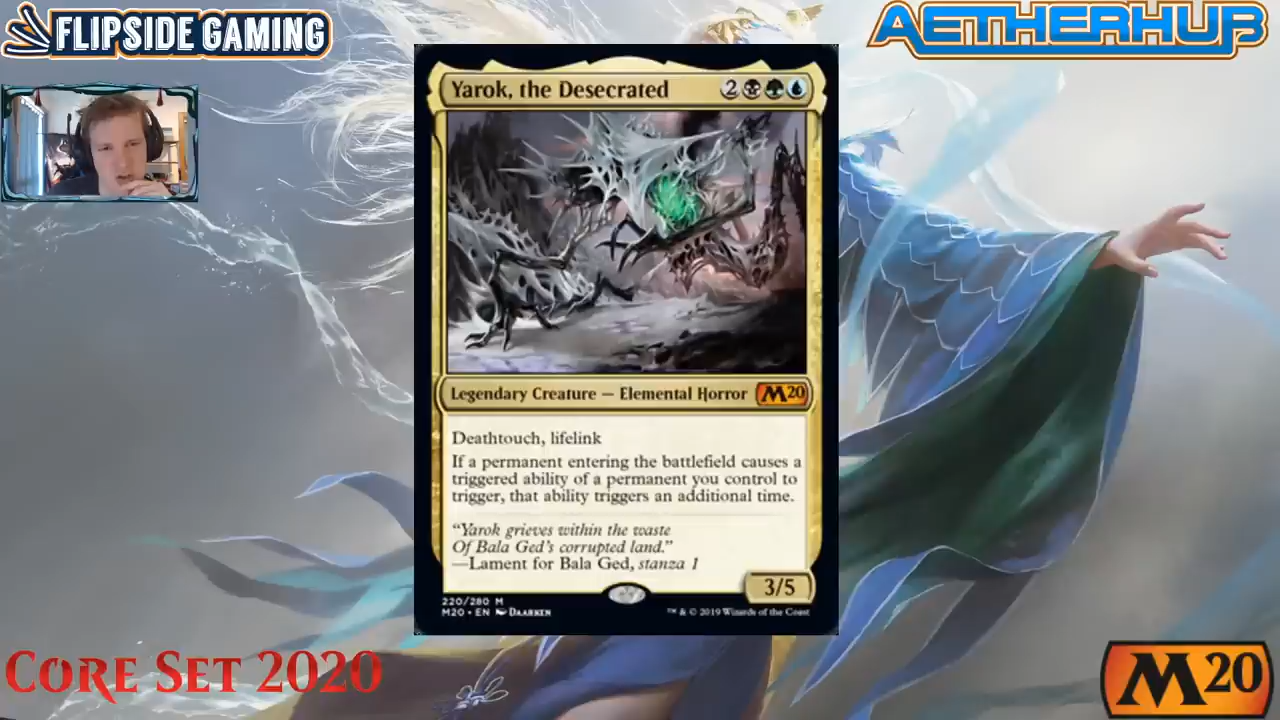 FLIPSIDE GAMING
AETHERHUB
Yarok, the Desecrated
2
Legendary Creature — Elemental Horror
M20
Deathtouch, lifelink
If a permanent entering the battlefield causes a
triggered ability of a permanent you control to
trigger, that ability triggers an additional time.
"Yarok grieves within the waste
Of Bala Ged's corrupted land."
—Lament for Bala Ged, stanza 1
3/5
220/280 M
M20 • EN DAARKEN
™ & © 2019 Wizards of the Coast
CORE SET 2020
M20